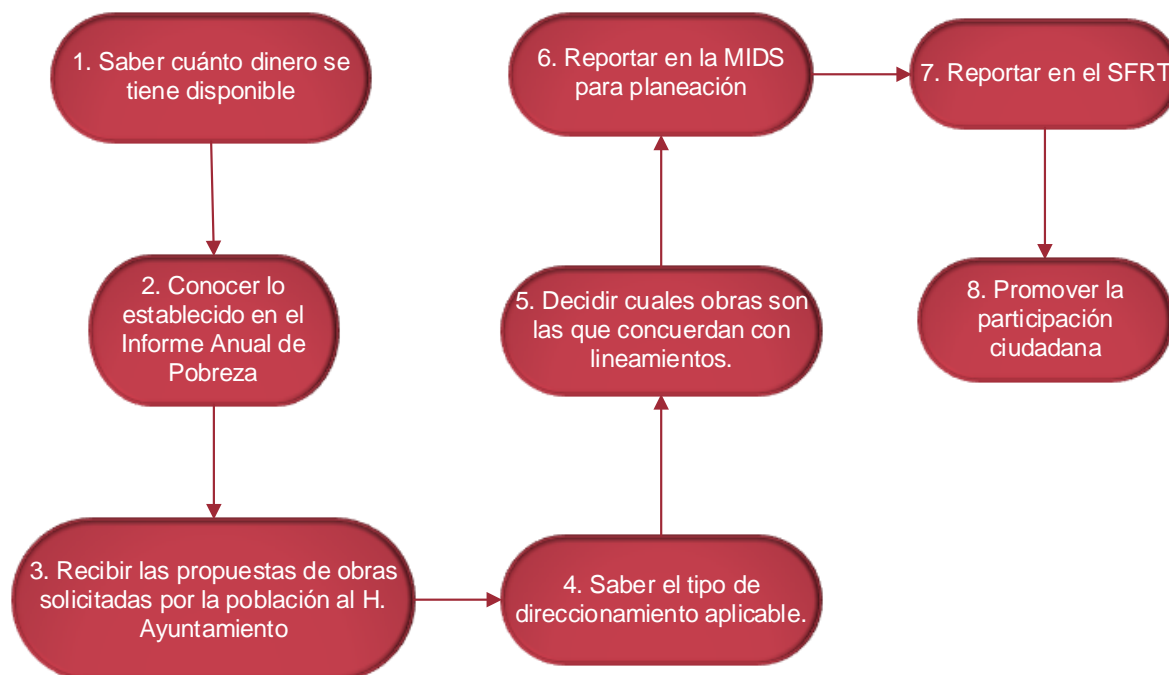 1. Saber cuánto dinero se
tiene disponible
2. Conocer lo
establecido en el
Informe Anual de
Pobreza
3. Recibir las propuestas de obras
solicitadas por la población al H.
Ayuntamiento
4. Saber el tipo de
direccionamiento aplicable.
5. Decidir cuales obras son
las que concuerdan con
lineamientos.
6. Reportar en la MIDS
para planeación
7. Reportar en el SFRT
8. Promover la
participación
ciudadana